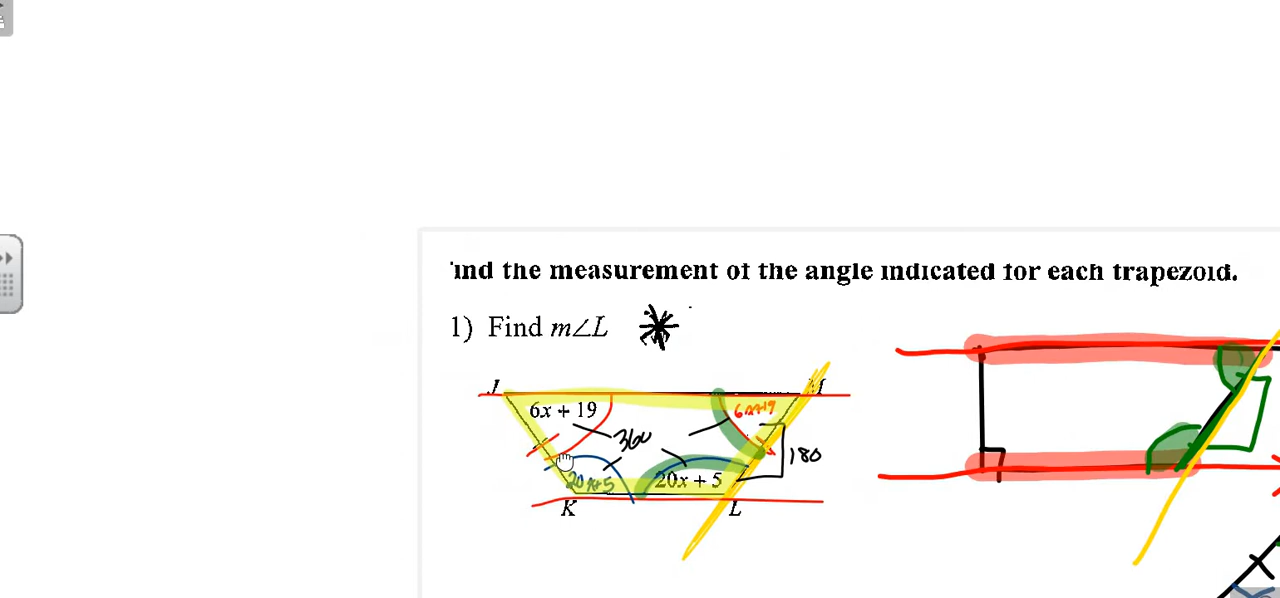 ind the measurement of the angle indicated for each trapezoid.
1) Find m∠L
J M
6x + 19 6x+19
360
180
20x+5 20x + 5
K L